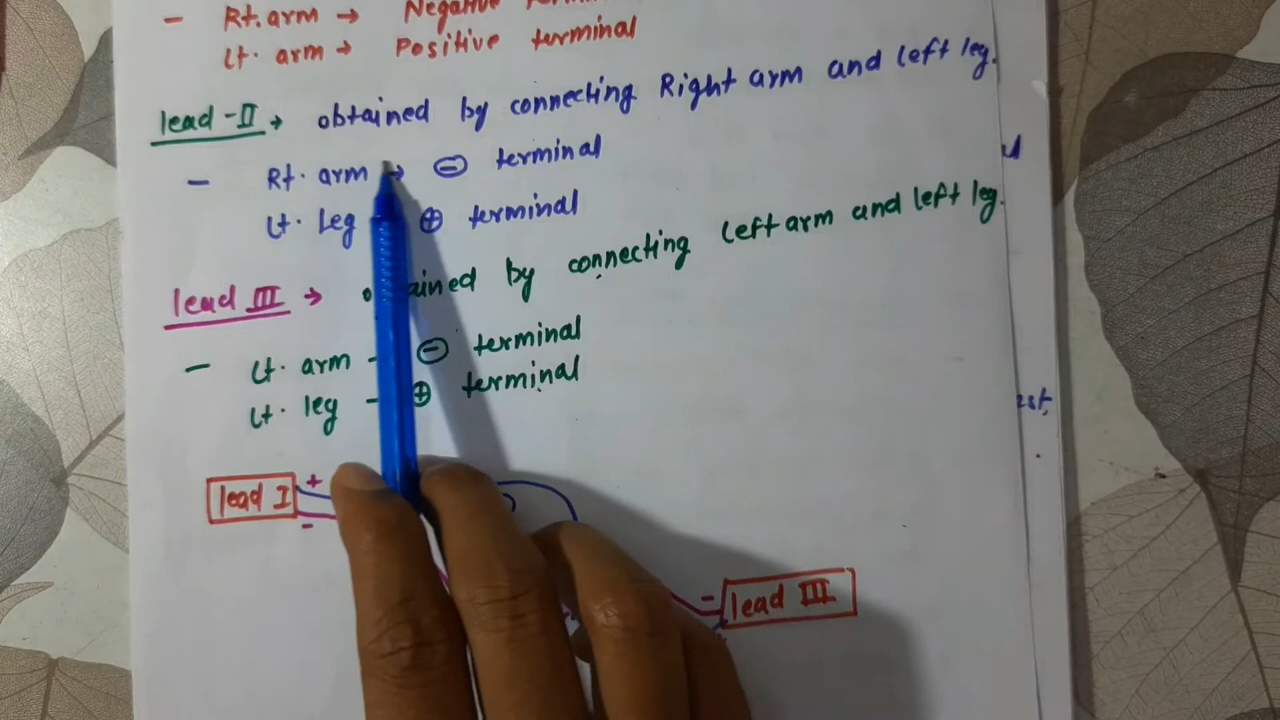 - Rt. arm → Negative
Lt. arm → Positive terminal
lead -II → obtained by connecting Right arm and left leg.
- Rt. arm → ⊖ terminal
Lt. Leg ⊕ terminal
lead III → obtained by connecting Left arm and left leg.
- Lt. arm - ⊖ terminal
Lt. leg - ⊕ terminal
lead I + -
- lead III